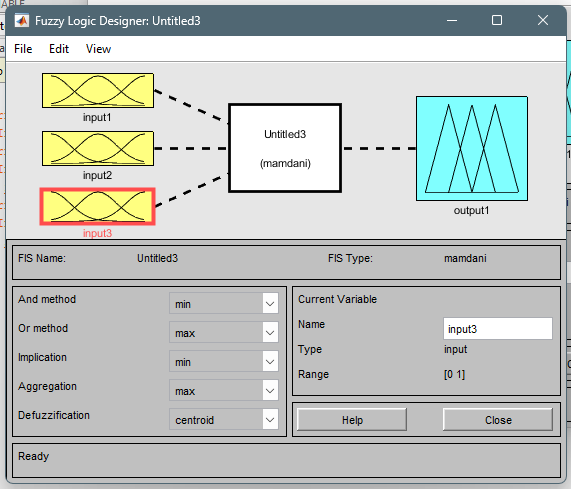 Fuzzy Logic Designer: Untitled3
File Edit View
input1
input2
input3
Untitled3
(mamdani)
output1
FIS Name: Untitled3 FIS Type: mamdani
And method min
Or method max
Implication min
Aggregation max
Defuzzification centroid
Current Variable
Name input3
Type input
Range [0 1]
Help Close
Ready